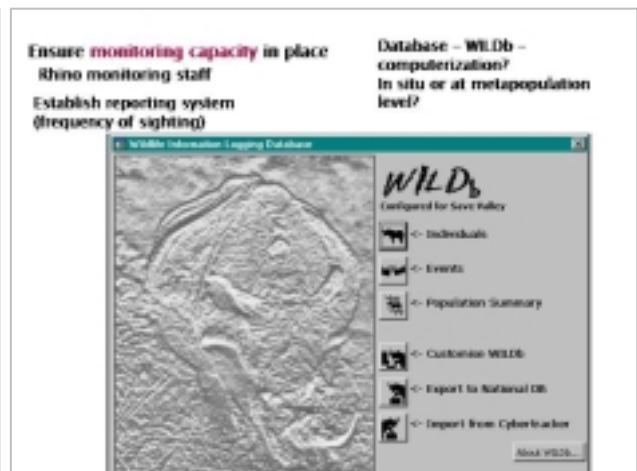 Ensure monitoring capacity in place
Rhino monitoring staff
Establish reporting system
(frequency of sighting)
Database – WILDb –
computerization?
In situ or at metapopulation
level?
Wildlife Information Logging Database
WILDb
Configured for Save Valley
<- Individuals
<- Events
<- Population Summary
<- Customise WILDb
<- Export to National DB
<- Import from Cybertracker
About WILDb...